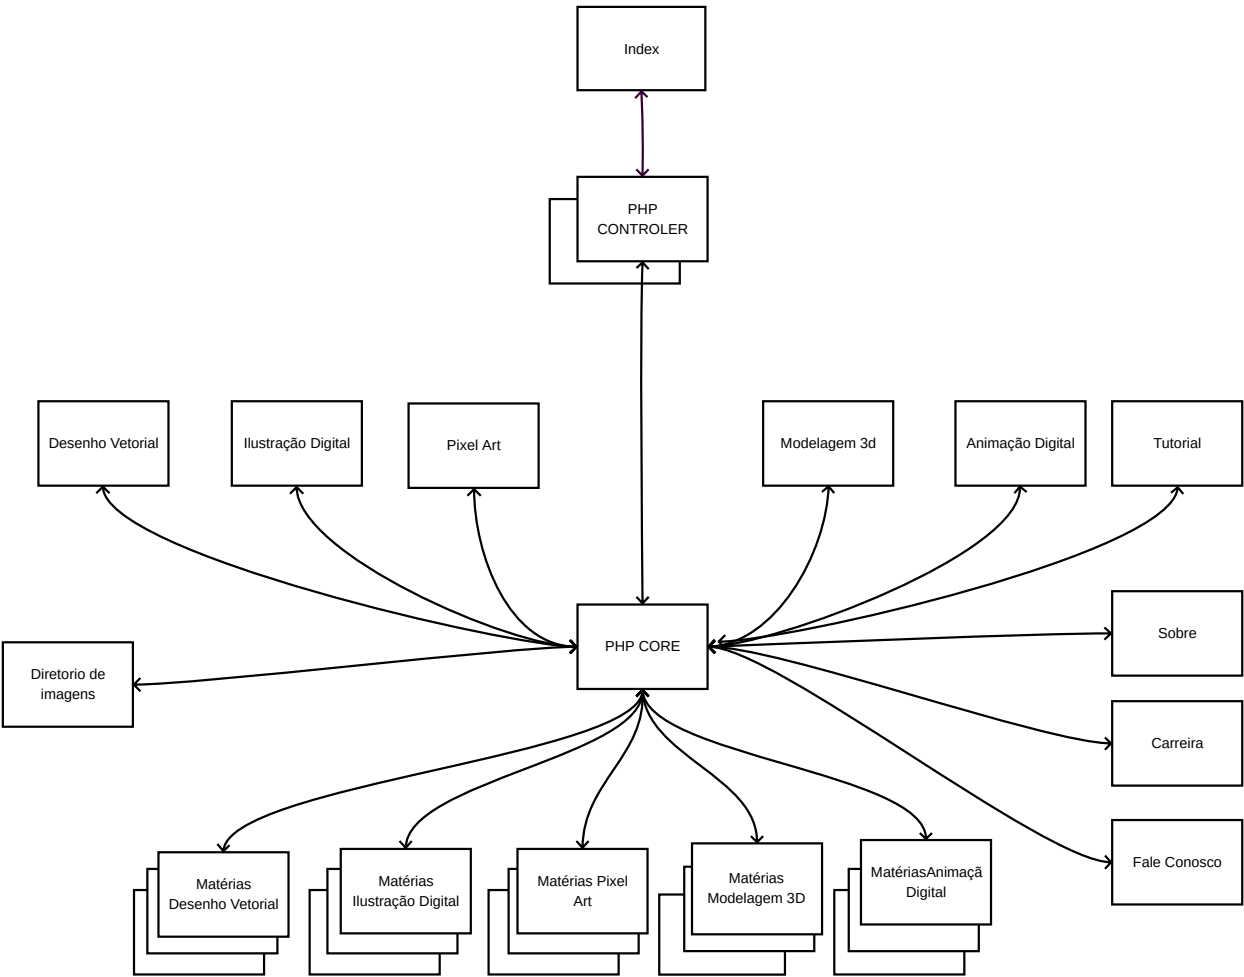 Index
PHP
CONTROLER
Desenho Vetorial
Ilustração Digital
Pixel Art
Modelagem 3d
Animação Digital
Tutorial
PHP CORE
Sobre
Diretorio de
imagens
Carreira
Fale Conosco
Matérias
Desenho Vetorial
Matérias
Ilustração Digital
Matérias Pixel
Art
Matérias
Modelagem 3D
MatériasAnimaçã
Digital